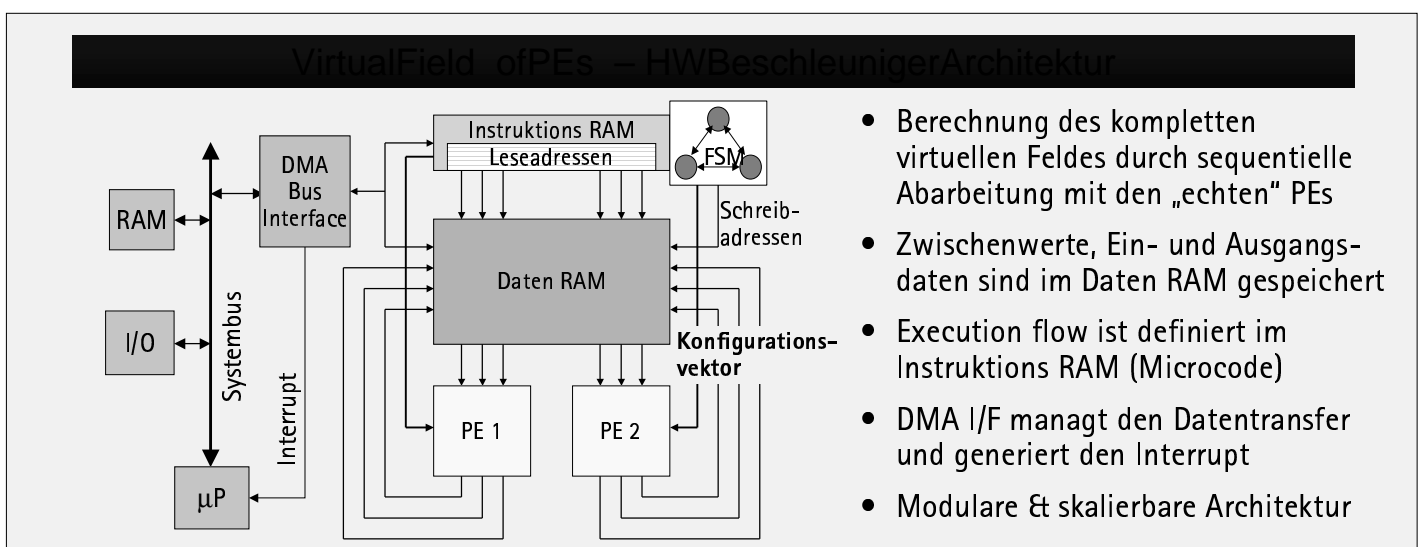 VirtualField ofPEs – HWBeschleunigerArchitektur
Instruktions RAM
Leseadressen
FSM
DMA
Bus
Interface
RAM
I/O
Systembus
Interrupt
µP
Schreib-
adressen
Daten RAM
Konfigurations-
vektor
PE 1
PE 2
• Berechnung des kompletten
virtuellen Feldes durch sequentielle
Abarbeitung mit den „echten“ PEs
• Zwischenwerte, Ein- und Ausgangs-
daten sind im Daten RAM gespeichert
• Execution flow ist definiert im
Instruktions RAM (Microcode)
• DMA I/F managt den Datentransfer
und generiert den Interrupt
• Modulare & skalierbare Architektur